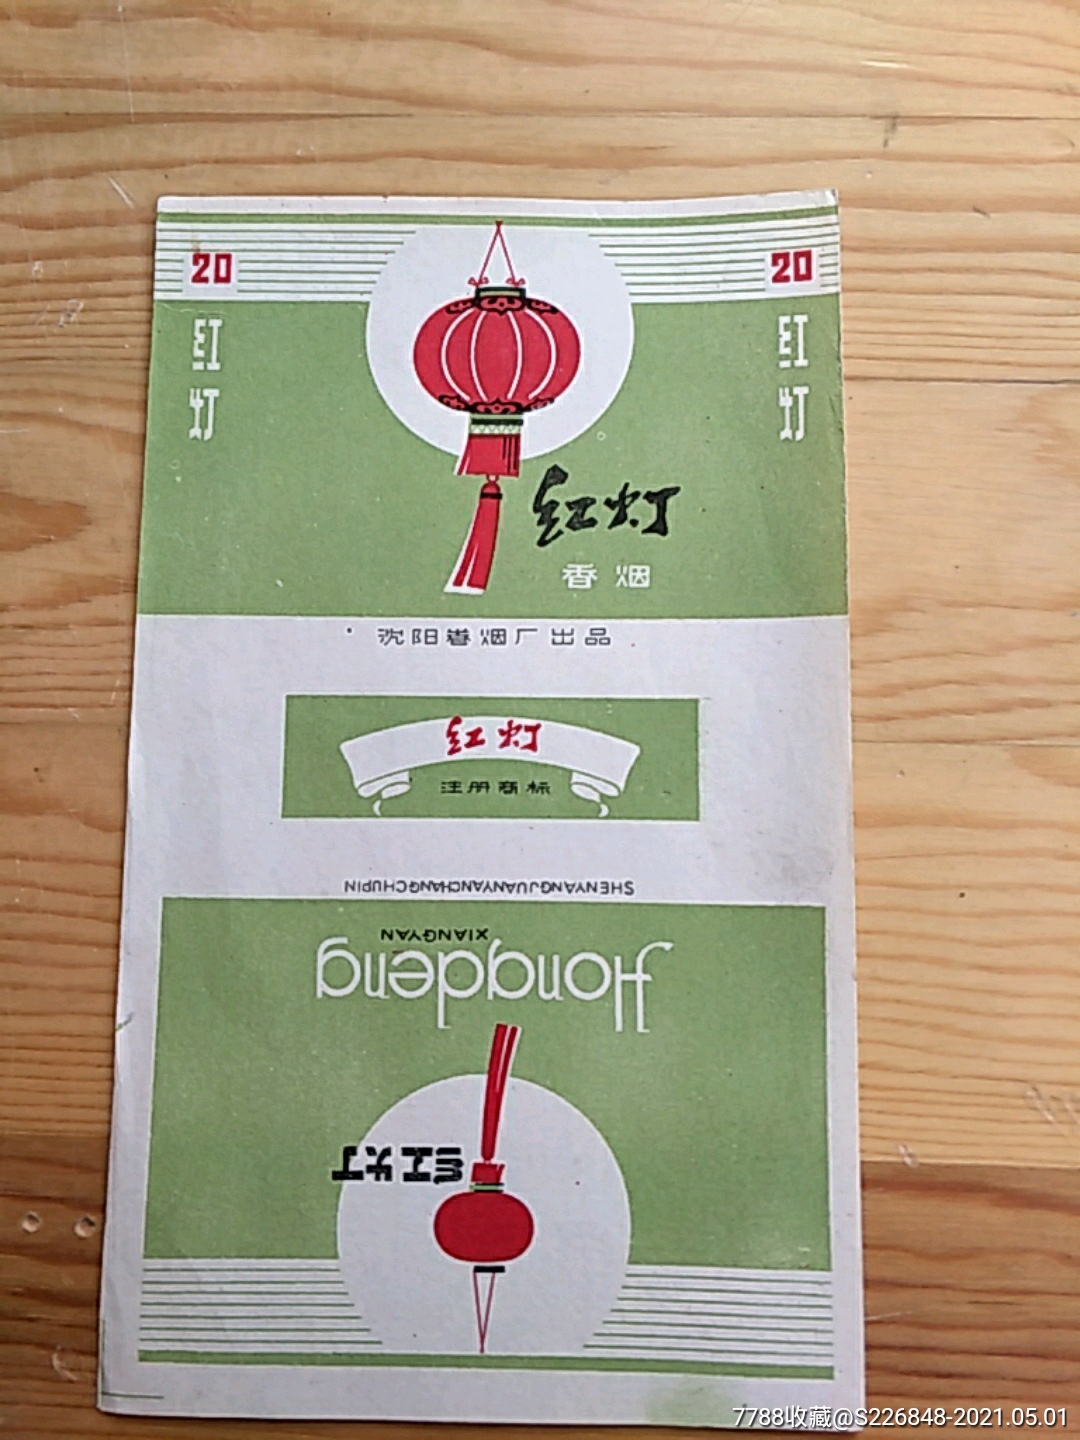 20
20
红灯
红灯
红灯
香烟
沈阳卷烟厂出品
红灯
注册商标
SHENYANGJUANYANCHANGCHUPIN
XIANGYAN
Hongdeng
红灯
7788收藏@S226848-2021.05.01